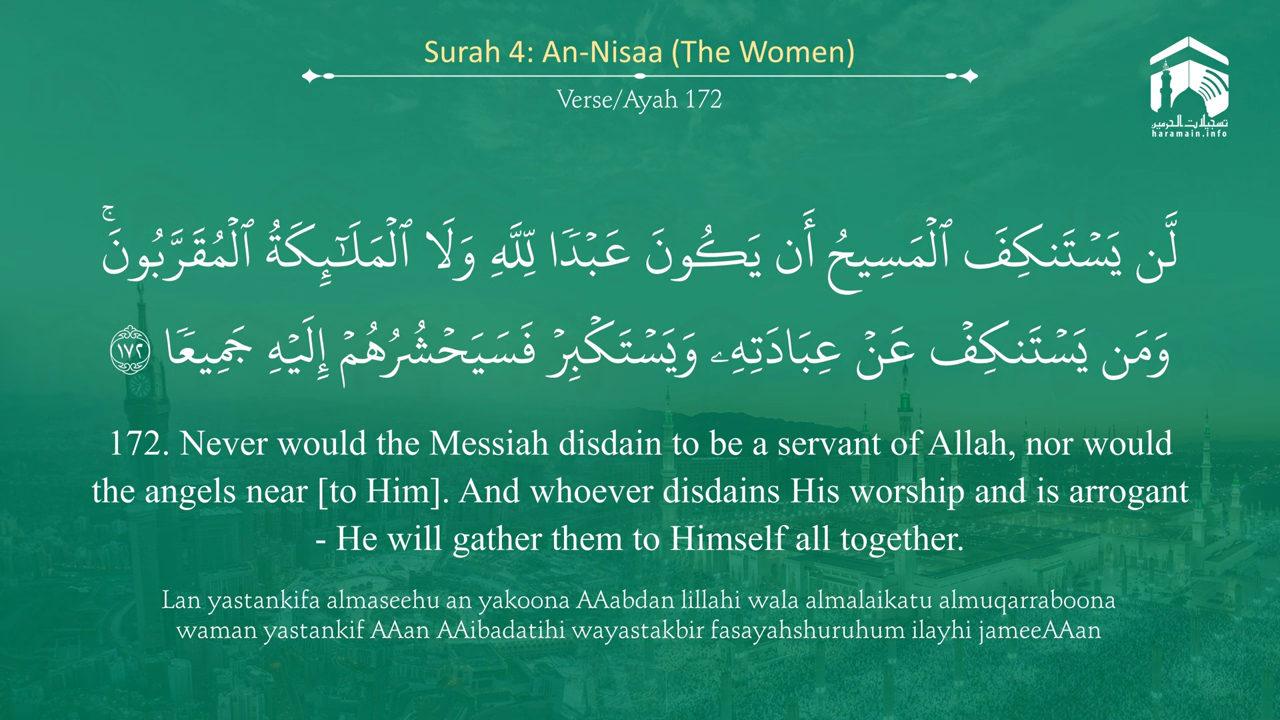 Surah 4: An-Nisaa (The Women)
Verse/Ayah 172
تسجيلات الحرمين
haramain.info
لَّن يَسْتَنكِفَ ٱلْمَسِيحُ أَن يَكُونَ عَبْدًا لِّلَّهِ وَلَا ٱلْمَلَـٰٓئِكَةُ ٱلْمُقَرَّبُونَ ۚ
وَمَن يَسْتَنكِفْ عَنْ عِبَادَتِهِۦ وَيَسْتَكْبِرْ فَسَيَحْشُرُهُمْ إِلَيْهِ جَمِيعًا ١٧٢
172. Never would the Messiah disdain to be a servant of Allah, nor would
the angels near [to Him]. And whoever disdains His worship and is arrogant
- He will gather them to Himself all together.
Lan yastankifa almaseehu an yakoona AAabdan lillahi wala almalaikatu almuqarraboona
waman yastankif AAan AAibadatihi wayastakbir fasayahshuruhum ilayhi jameeAAan